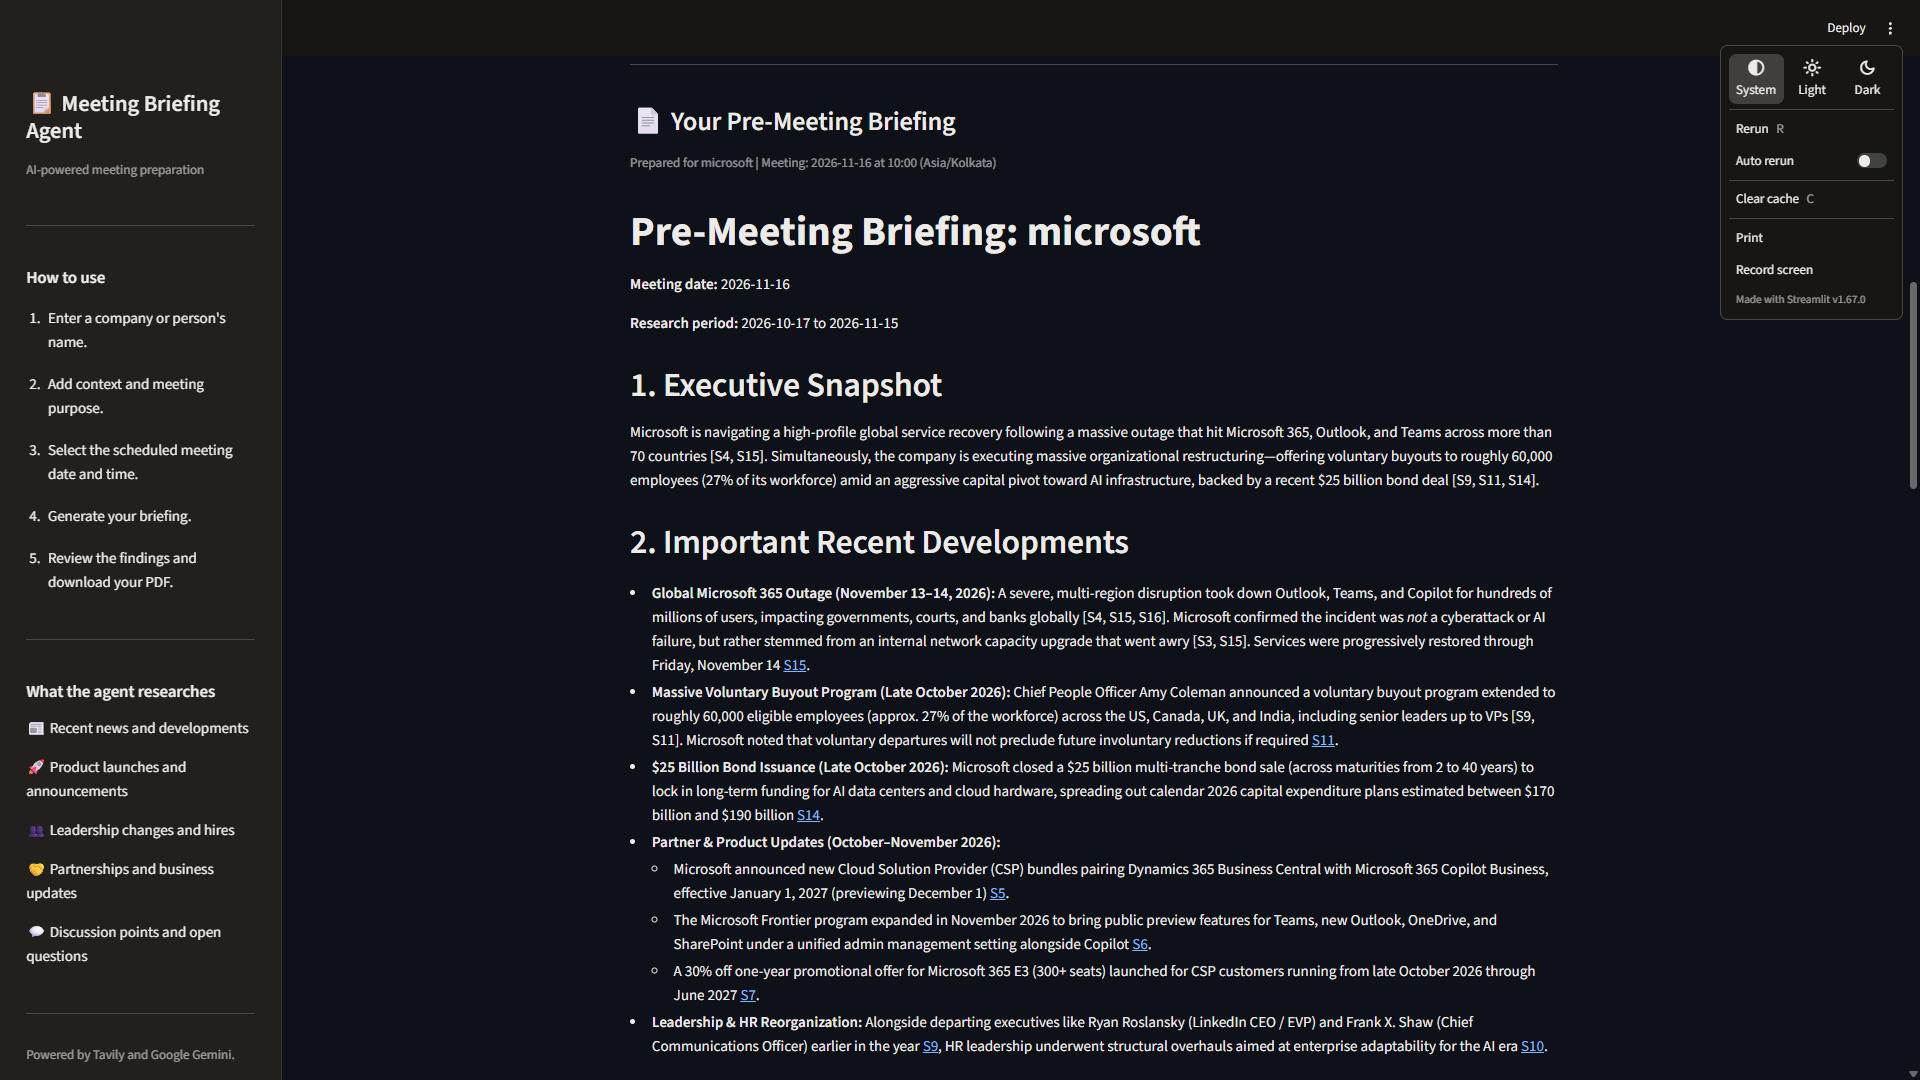 Deploy
System
Light
Dark
Rerun R
Auto rerun
Clear cache C
Print
Record screen
Made with Streamlit v1.67.0
Meeting Briefing
Agent
AI-powered meeting preparation
How to use
1. Enter a company or person's
name.
2. Add context and meeting
purpose.
3. Select the scheduled meeting
date and time.
4. Generate your briefing.
5. Review the findings and
download your PDF.
What the agent researches
Recent news and developments
Product launches and
announcements
Leadership changes and hires
Partnerships and business
updates
Discussion points and open
questions
Powered by Tavily and Google Gemini.
Your Pre-Meeting Briefing
Prepared for microsoft | Meeting: 2026-11-16 at 10:00 (Asia/Kolkata)
Pre-Meeting Briefing: microsoft
Meeting date: 2026-11-16
Research period: 2026-10-17 to 2026-11-15
1. Executive Snapshot
Microsoft is navigating a high-profile global service recovery following a massive outage that hit Microsoft 365, Outlook, and Teams across more than
70 countries [S4, S15]. Simultaneously, the company is executing massive organizational restructuring—offering voluntary buyouts to roughly 60,000
employees (27% of its workforce) amid an aggressive capital pivot toward AI infrastructure, backed by a recent $25 billion bond deal [S9, S11, S14].
2. Important Recent Developments
• Global Microsoft 365 Outage (November 13–14, 2026): A severe, multi-region disruption took down Outlook, Teams, and Copilot for hundreds of
millions of users, impacting governments, courts, and banks globally [S4, S15, S16]. Microsoft confirmed the incident was not a cyberattack or AI
failure, but rather stemmed from an internal network capacity upgrade that went awry [S3, S15]. Services were progressively restored through
Friday, November 14 S15.
• Massive Voluntary Buyout Program (Late October 2026): Chief People Officer Amy Coleman announced a voluntary buyout program extended to
roughly 60,000 eligible employees (approx. 27% of the workforce) across the US, Canada, UK, and India, including senior leaders up to VPs [S9,
S11]. Microsoft noted that voluntary departures will not preclude future involuntary reductions if required S11.
• $25 Billion Bond Issuance (Late October 2026): Microsoft closed a $25 billion multi-tranche bond sale (across maturities from 2 to 40 years) to
lock in long-term funding for AI data centers and cloud hardware, spreading out calendar 2026 capital expenditure plans estimated between $170
billion and $190 billion S14.
• Partner & Product Updates (October–November 2026):
◦ Microsoft announced new Cloud Solution Provider (CSP) bundles pairing Dynamics 365 Business Central with Microsoft 365 Copilot Business,
effective January 1, 2027 (previewing December 1) S5.
◦ The Microsoft Frontier program expanded in November 2026 to bring public preview features for Teams, new Outlook, OneDrive, and
SharePoint under a unified admin management setting alongside Copilot S6.
◦ A 30% off one-year promotional offer for Microsoft 365 E3 (300+ seats) launched for CSP customers running from late October 2026 through
June 2027 S7.
• Leadership & HR Reorganization: Alongside departing executives like Ryan Roslansky (LinkedIn CEO / EVP) and Frank X. Shaw (Chief
Communications Officer) earlier in the year S9, HR leadership underwent structural overhauls aimed at enterprise adaptability for the AI era S10.